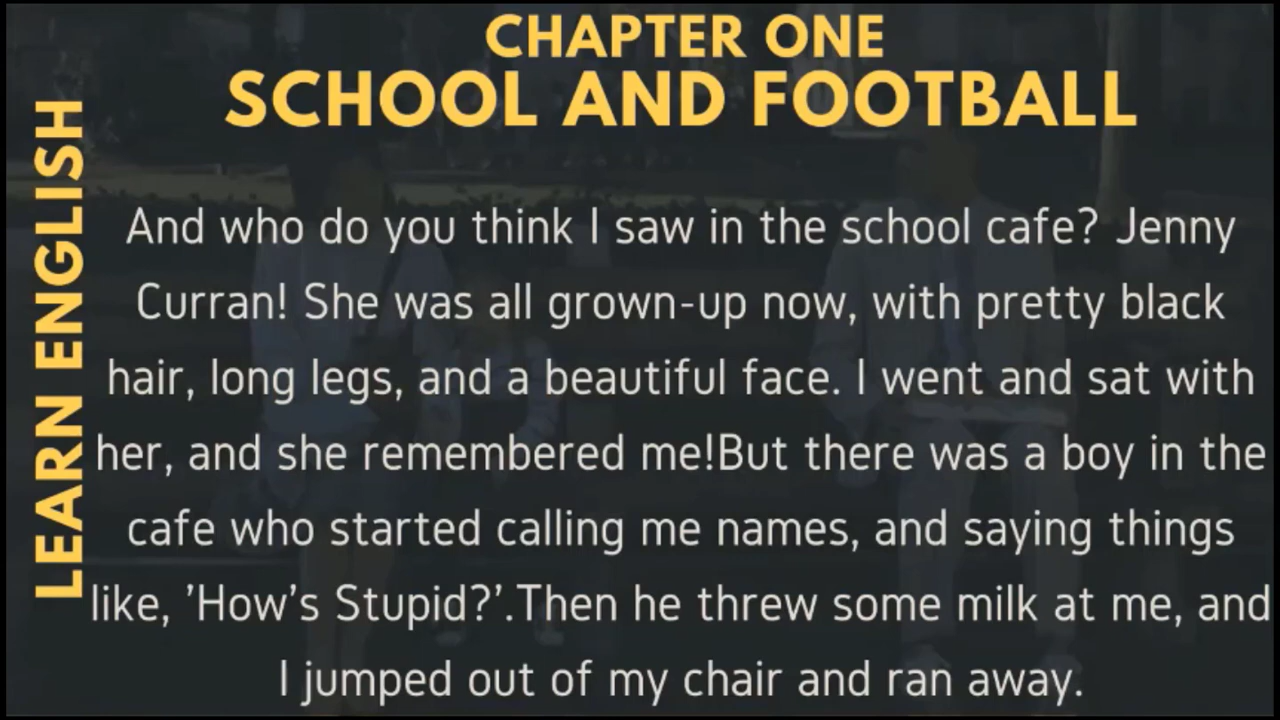 CHAPTER ONE
SCHOOL AND FOOTBALL
LEARN ENGLISH
And who do you think I saw in the school cafe? Jenny
Curran! She was all grown-up now, with pretty black
hair, long legs, and a beautiful face. I went and sat with
her, and she remembered me!But there was a boy in the
cafe who started calling me names, and saying things
like, 'How's Stupid?'.Then he threw some milk at me, and
I jumped out of my chair and ran away.